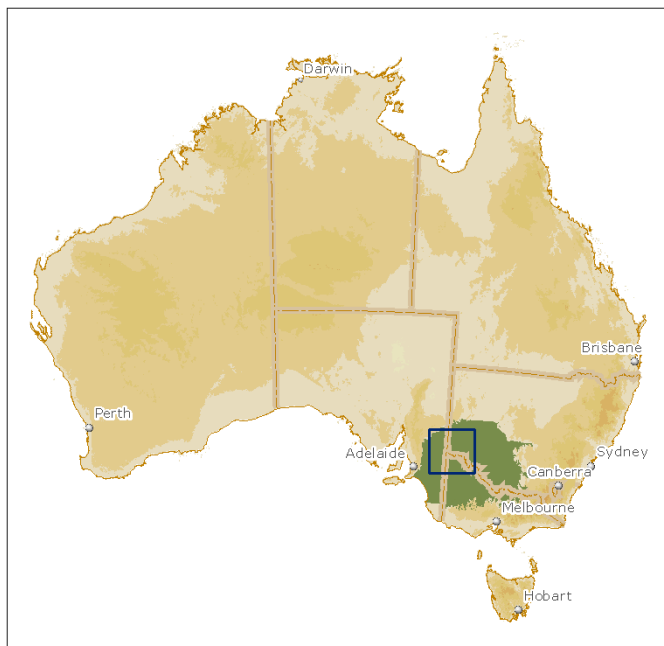 Darwin
Brisbane
Perth
Adelaide
Sydney
Canberra
Melbourne
Hobart